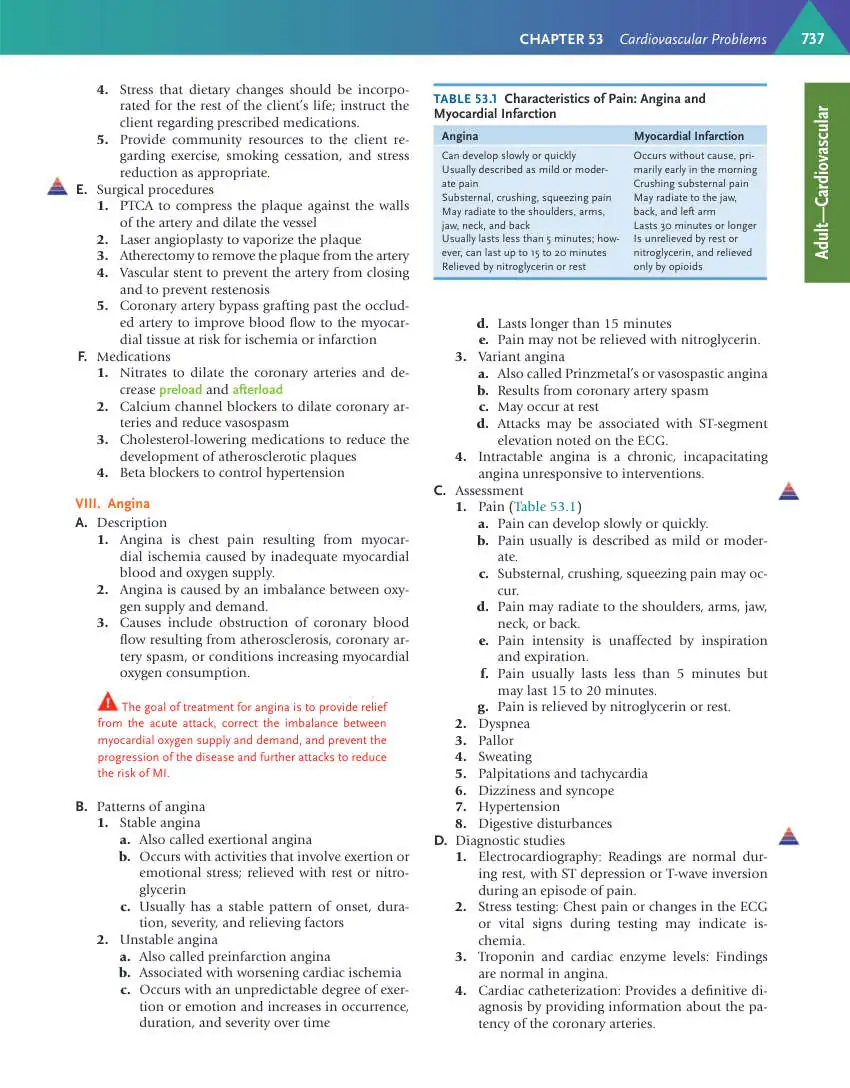 CHAPTER 53 Cardiovascular Problems 737
4. Stress that dietary changes should be incorpo-
rated for the rest of the client's life; instruct the
client regarding prescribed medications.
5. Provide community resources to the client re-
garding exercise, smoking cessation, and stress
reduction as appropriate.
E. Surgical procedures
1. PTCA to compress the plaque against the walls
of the artery and dilate the vessel
2. Laser angioplasty to vaporize the plaque
3. Atherectomy to remove the plaque from the artery
4. Vascular stent to prevent the artery from closing
and to prevent restenosis
5. Coronary artery bypass grafting past the occlud-
ed artery to improve blood flow to the myocar-
dial tissue at risk for ischemia or infarction
F. Medications
1. Nitrates to dilate the coronary arteries and de-
crease preload and afterload
2. Calcium channel blockers to dilate coronary ar-
teries and reduce vasospasm
3. Cholesterol-lowering medications to reduce the
development of atherosclerotic plaques
4. Beta blockers to control hypertension
VIII. Angina
A. Description
1. Angina is chest pain resulting from myocar-
dial ischemia caused by inadequate myocardial
blood and oxygen supply.
2. Angina is caused by an imbalance between oxy-
gen supply and demand.
3. Causes include obstruction of coronary blood
flow resulting from atherosclerosis, coronary ar-
tery spasm, or conditions increasing myocardial
oxygen consumption.
The goal of treatment for angina is to provide relief
from the acute attack, correct the imbalance between
myocardial oxygen supply and demand, and prevent the
progression of the disease and further attacks to reduce
the risk of MI.
B. Patterns of angina
1. Stable angina
a. Also called exertional angina
b. Occurs with activities that involve exertion or
emotional stress; relieved with rest or nitro-
glycerin
c. Usually has a stable pattern of onset, dura-
tion, severity, and relieving factors
2. Unstable angina
a. Also called preinfarction angina
b. Associated with worsening cardiac ischemia
c. Occurs with an unpredictable degree of exer-
tion or emotion and increases in occurrence,
duration, and severity over time
TABLE 53.1 Characteristics of Pain: Angina and
Myocardial Infarction
Angina
Can develop slowly or quickly
Usually described as mild or moder-
ate pain
Substernal, crushing, squeezing pain
May radiate to the shoulders, arms,
jaw, neck, and back
Usually lasts less than 5 minutes; how-
ever, can last up to 15 to 20 minutes
Relieved by nitroglycerin or rest
Myocardial Infarction
Occurs without cause, pri-
marily early in the morning
Crushing substernal pain
May radiate to the jaw,
back, and left arm
Lasts 30 minutes or longer
Is unrelieved by rest or
nitroglycerin, and relieved
only by opioids
d. Lasts longer than 15 minutes
e. Pain may not be relieved with nitroglycerin.
3. Variant angina
a. Also called Prinzmetal's or vasospastic angina
b. Results from coronary artery spasm
c. May occur at rest
d. Attacks may be associated with ST-segment
elevation noted on the ECG.
4. Intractable angina is a chronic, incapacitating
angina unresponsive to interventions.
C. Assessment
1. Pain (Table 53.1)
a. Pain can develop slowly or quickly.
b. Pain usually is described as mild or moder-
ate.
c. Substernal, crushing, squeezing pain may oc-
cur.
d. Pain may radiate to the shoulders, arms, jaw,
neck, or back.
e. Pain intensity is unaffected by inspiration
and expiration.
f. Pain usually lasts less than 5 minutes but
may last 15 to 20 minutes.
g. Pain is relieved by nitroglycerin or rest.
2. Dyspnea
3. Pallor
4. Sweating
5. Palpitations and tachycardia
6. Dizziness and syncope
7. Hypertension
8. Digestive disturbances
D. Diagnostic studies
1. Electrocardiography: Readings are normal dur-
ing rest, with ST depression or T-wave inversion
during an episode of pain.
2. Stress testing: Chest pain or changes in the ECG
or vital signs during testing may indicate is-
chemia.
3. Troponin and cardiac enzyme levels: Findings
are normal in angina.
4. Cardiac catheterization: Provides a definitive di-
agnosis by providing information about the pa-
tency of the coronary arteries.
Adult—Cardiovascular